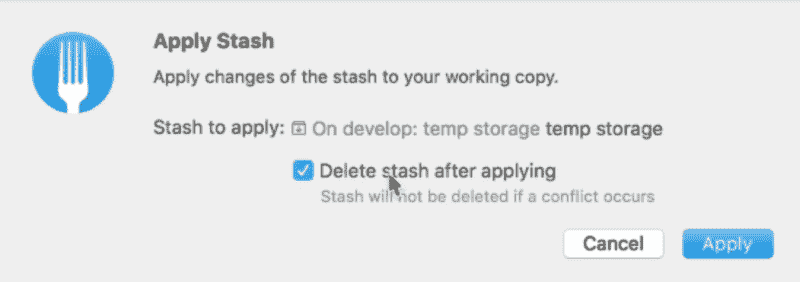 Apply Stash
Apply changes of the stash to your working copy.
Stash to apply: On develop: temp storage temp storage
Delete stash after applying
Stash will not be deleted if a conflict occurs
Cancel Apply